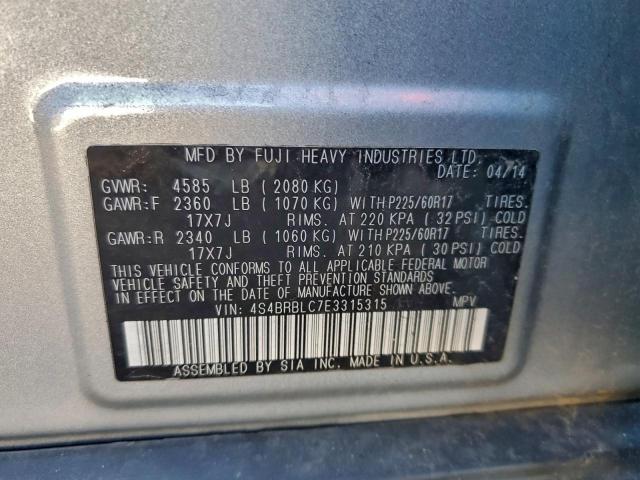 MFD BY FUJI HEAVY INDUSTRIES LTD.
DATE: 04/14
GVWR: 4585 LB ( 2080 KG)
GAWR:F 2360 LB ( 1070 KG) WITH P225/60R17 TIRES.
17X7J RIMS. AT 220 KPA ( 32 PSI) COLD
GAWR:R 2340 LB ( 1060 KG) WITH P225/60R17 TIRES.
17X7J RIMS. AT 210 KPA ( 30 PSI) COLD
THIS VEHICLE CONFORMS TO ALL APPLICABLE FEDERAL MOTOR
VEHICLE SAFETY AND THEFT PREVENTION STANDARDS
IN EFFECT ON THE DATE OF MANUFACTURE SHOWN ABOVE.
VIN: 4S4BRBLC7E3315315 MPV
ASSEMBLED BY SIA INC. MADE IN U.S.A.